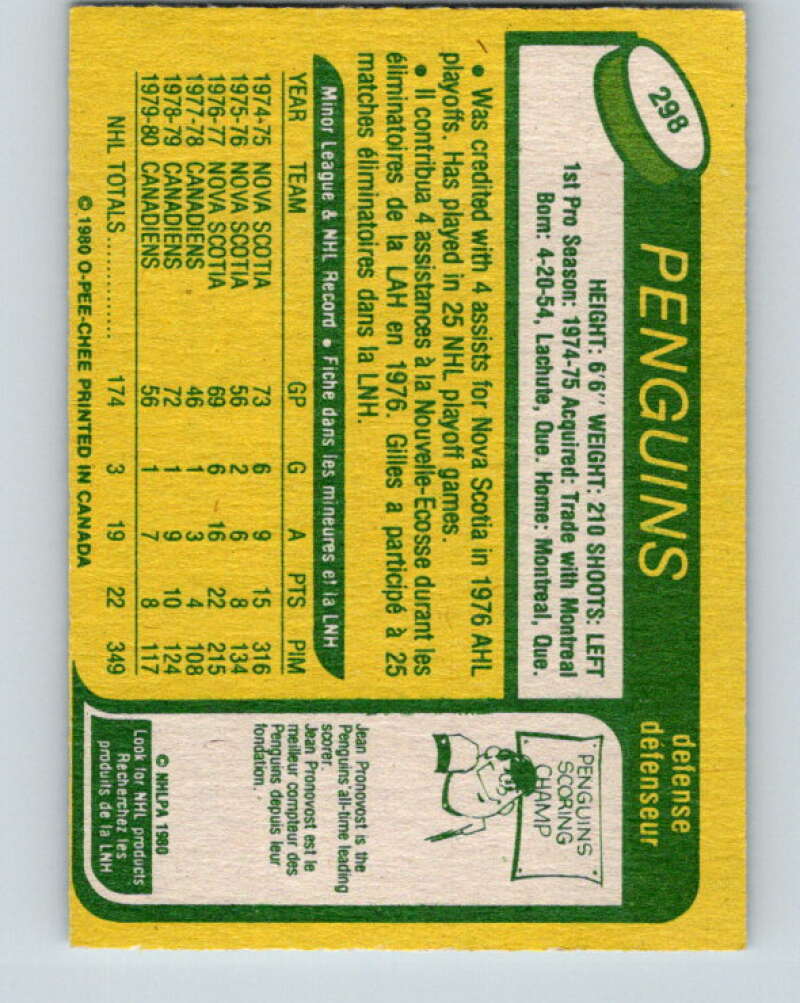 298
PENGUINS
defense
défenseur
HEIGHT: 6'6" WEIGHT: 210 SHOOTS: LEFT
1st Pro Season: 1974-75 Acquired: Trade with Montreal
Born: 4-20-54, Lachute, Que. Home: Montreal, Que.
• Was credited with 4 assists for Nova Scotia in 1976 AHL
playoffs. Has played in 25 NHL playoff games.
• Il contribua 4 assistances à la Nouvelle-Ecosse durant les
éliminatoires de la LAH en 1976. Gilles a participé à 25
matches éliminatoires dans la LNH.
Minor League & NHL Record • Fiche dans les mineures et la LNH
YEAR TEAM GP G A PTS PIM
1974-75 NOVA SCOTIA 73 6 9 15 316
1975-76 NOVA SCOTIA 56 2 6 8 134
1976-77 NOVA SCOTIA 69 6 16 22 215
1977-78 CANADIENS 46 1 3 4 108
1978-79 CANADIENS 72 1 9 10 124
1979-80 CANADIENS 56 1 7 8 117
NHL TOTALS ............. 174 3 19 22 349
© 1980 O-PEE-CHEE PRINTED IN CANADA
PENGUINS
SCORING
CHAMP
Jean Pronovost is the
Penguins all-time leading
scorer.
Jean Pronovost est le
meilleur compteur des
Penguins depuis leur
fondation.
© NHLPA 1980
Look for NHL products
Recherchez les
produits de la LNH